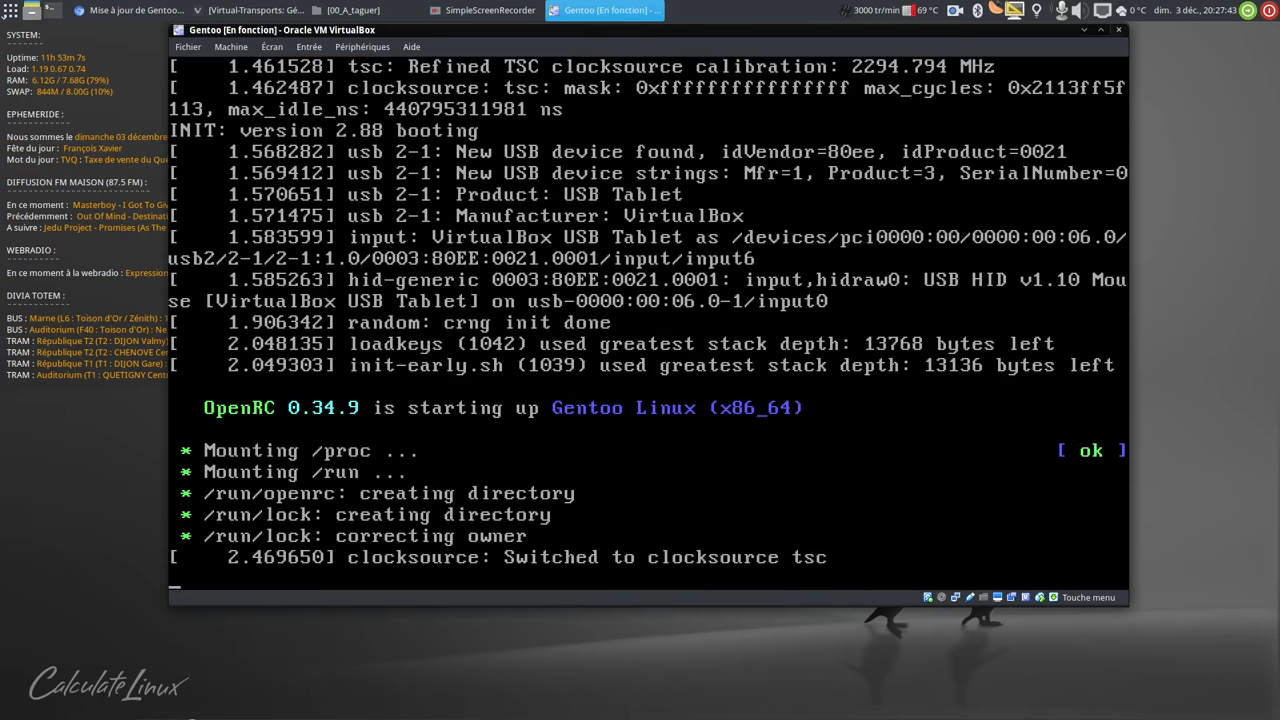 Mise à jour de Gentoo...
[Virtual-Transports: Gé...
[00_A_taguer]
SimpleScreenRecorder
Gentoo [En fonction] - ...
3000 tr/min
69 °C
0 °C
dim. 3 déc., 20:27:43
SYSTEM:
Uptime: 11h 53m 7s
Load: 1.19 0.67 0.74
RAM: 6.12G / 7.68G (79%)
SWAP: 844M / 8.00G (10%)
EPHEMERIDE :
Nous sommes le dimanche 03 décembre
Fête du jour : François Xavier
Mot du jour : TVQ : Taxe de vente du Qu
DIFFUSION FM MAISON (87.5 FM) :
En ce moment : Masterboy - I Got To Giv
Précédemment : Out Of Mind - Destinati
A suivre : Jedu Project - Promises (As The
WEBRADIO :
En ce moment à la webradio : Expression
DIVIA TOTEM :
BUS : Marne (L6 : Toison d'Or / Zénith) : 1
BUS : Auditorium (F40 : Toison d'Or) : Ne
TRAM : République T2 (T2 : DIJON Valmy)
TRAM : République T2 (T2 : CHENOVE Cen
TRAM : République T1 (T1 : DIJON Gare) :
TRAM : Auditorium (T1 : QUETIGNY Centr
Gentoo [En fonction] - Oracle VM VirtualBox
Fichier Machine Écran Entrée Périphériques Aide
[ 1.461528] tsc: Refined TSC clocksource calibration: 2294.794 MHz
[ 1.462487] clocksource: tsc: mask: 0xffffffffffffffff max_cycles: 0x2113ff5f
113, max_idle_ns: 440795311981 ns
INIT: version 2.88 booting
[ 1.568282] usb 2-1: New USB device found, idVendor=80ee, idProduct=0021
[ 1.569412] usb 2-1: New USB device strings: Mfr=1, Product=3, SerialNumber=0
[ 1.570651] usb 2-1: Product: USB Tablet
[ 1.571475] usb 2-1: Manufacturer: VirtualBox
[ 1.583599] input: VirtualBox USB Tablet as /devices/pci0000:00/0000:00:06.0/
usb2/2-1/2-1:1.0/0003:80EE:0021.0001/input/input6
[ 1.585263] hid-generic 0003:80EE:0021.0001: input,hidraw0: USB HID v1.10 Mou
se [VirtualBox USB Tablet] on usb-0000:00:06.0-1/input0
[ 1.906342] random: crng init done
[ 2.048135] loadkeys (1042) used greatest stack depth: 13768 bytes left
[ 2.049303] init-early.sh (1039) used greatest stack depth: 13136 bytes left
OpenRC 0.34.9 is starting up Gentoo Linux (x86_64)
* Mounting /proc ... [ ok ]
* Mounting /run ...
* /run/openrc: creating directory
* /run/lock: creating directory
* /run/lock: correcting owner
[ 2.469650] clocksource: Switched to clocksource tsc
Touche menu
Calculate Linux